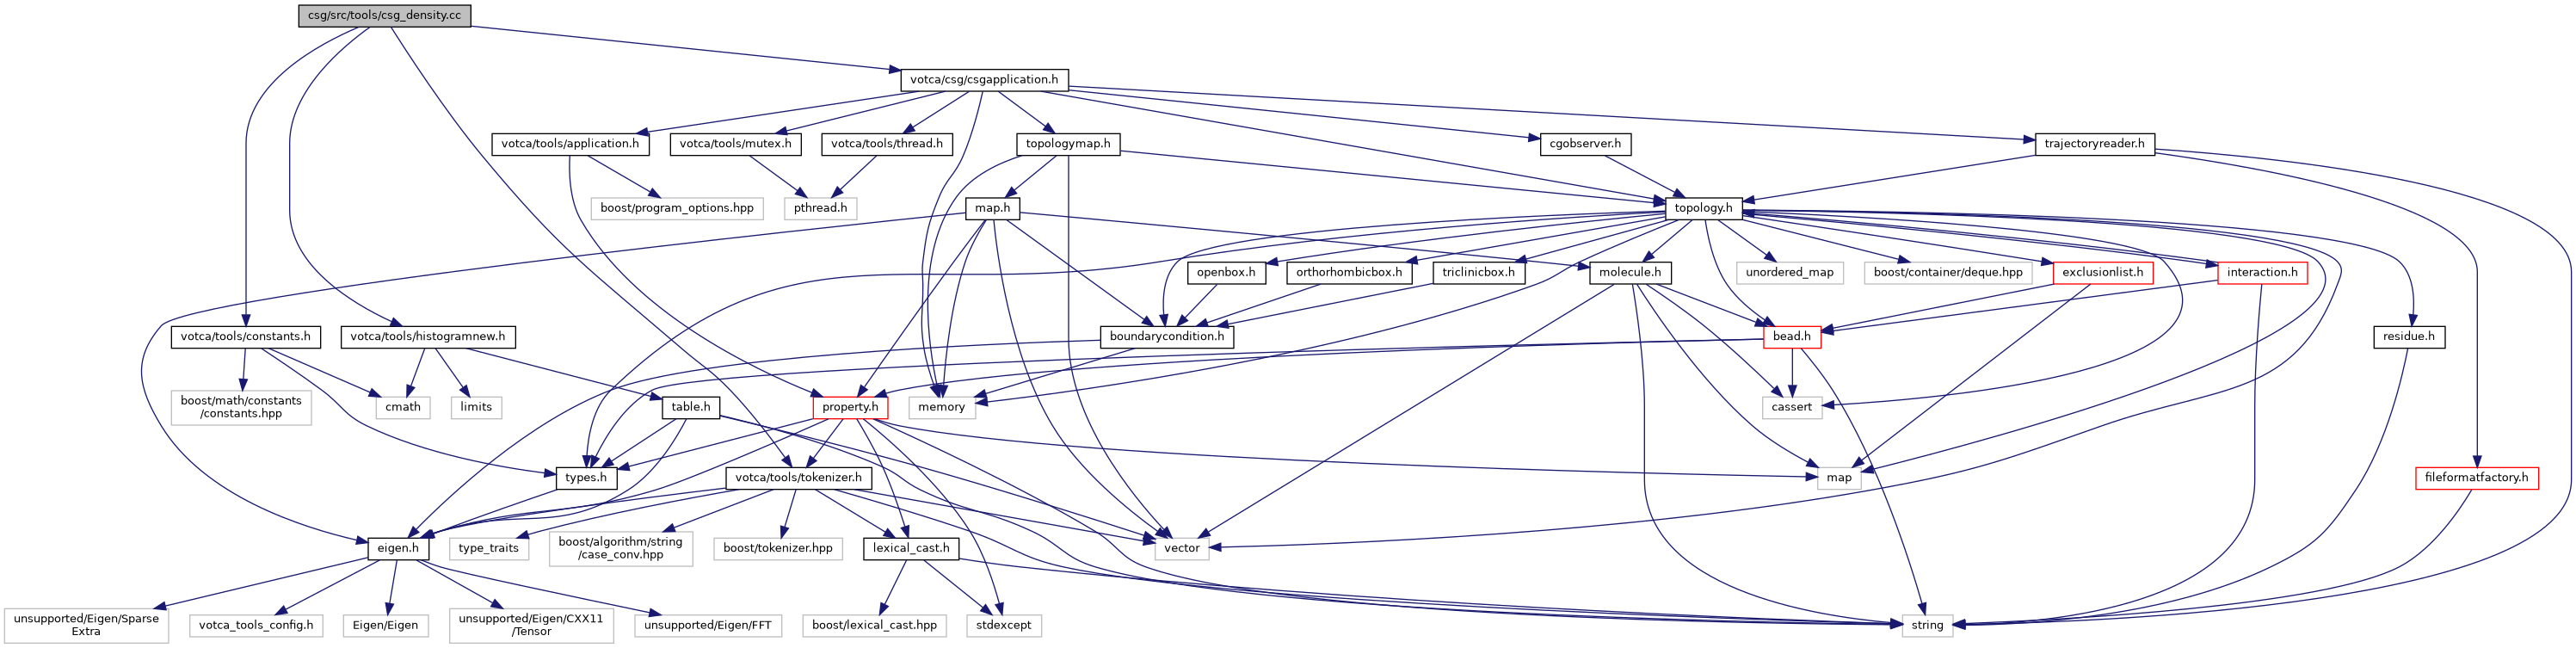 csg/src/tools/csg_density.cc
votca/csg/csgapplication.h
votca/tools/application.h
votca/tools/mutex.h
votca/tools/thread.h
topologymap.h
cgobserver.h
trajectoryreader.h
boost/program_options.hpp
pthread.h
map.h
topology.h
openbox.h
orthorhombicbox.h
triclinicbox.h
molecule.h
unordered_map
boost/container/deque.hpp
exclusionlist.h
interaction.h
votca/tools/constants.h
votca/tools/histogramnew.h
boundarycondition.h
bead.h
residue.h
boost/math/constants
/constants.hpp
cmath
limits
table.h
property.h
memory
cassert
types.h
votca/tools/tokenizer.h
map
fileformatfactory.h
eigen.h
type_traits
boost/algorithm/string
/case_conv.hpp
boost/tokenizer.hpp
lexical_cast.h
vector
unsupported/Eigen/Sparse
Extra
votca_tools_config.h
Eigen/Eigen
unsupported/Eigen/CXX11
/Tensor
unsupported/Eigen/FFT
boost/lexical_cast.hpp
stdexcept
string